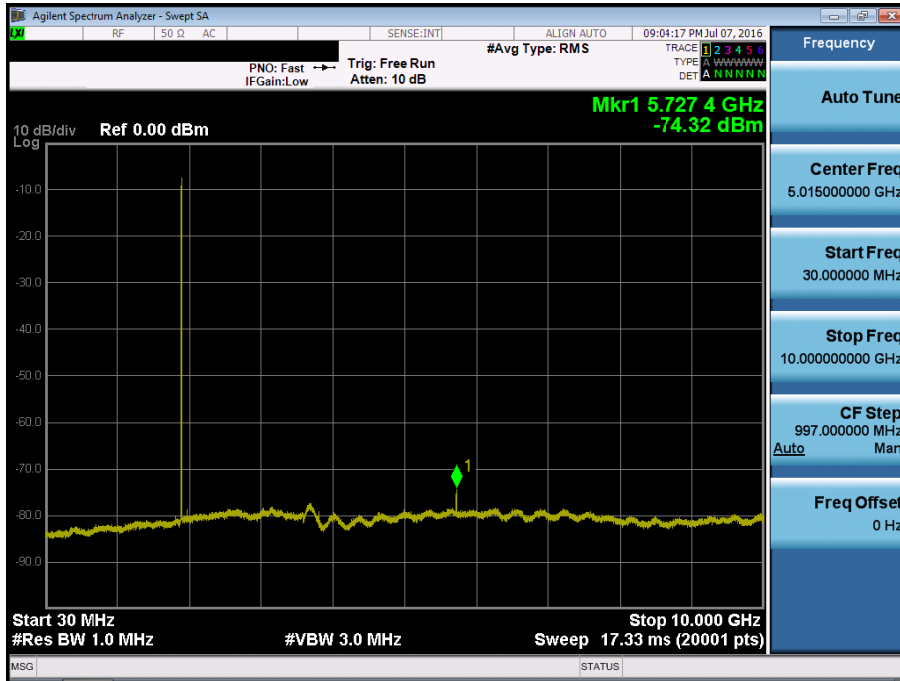 Agilent Spectrum Analyzer - Swept SA
LXI RF 50 Ω AC SENSE:INT ALIGN AUTO 09:04:17 PM Jul 07, 2016
PNO: Fast IFGain:Low
Trig: Free Run
Atten: 10 dB
#Avg Type: RMS
TRACE 1 2 3 4 5 6
TYPE A WWWWW
DET A N N N N N
Mkr1 5.727 4 GHz
-74.32 dBm
10 dB/div Ref 0.00 dBm
Log
-10.0
-20.0
-30.0
-40.0
-50.0
-60.0
1
-70.0
-80.0
-90.0
Start 30 MHz Stop 10.000 GHz
#Res BW 1.0 MHz #VBW 3.0 MHz Sweep 17.33 ms (20001 pts)
MSG STATUS
Frequency
Auto Tune
Center Freq
5.015000000 GHz
Start Freq
30.000000 MHz
Stop Freq
10.000000000 GHz
CF Step
997.000000 MHz
Auto Man
Freq Offset
0 Hz